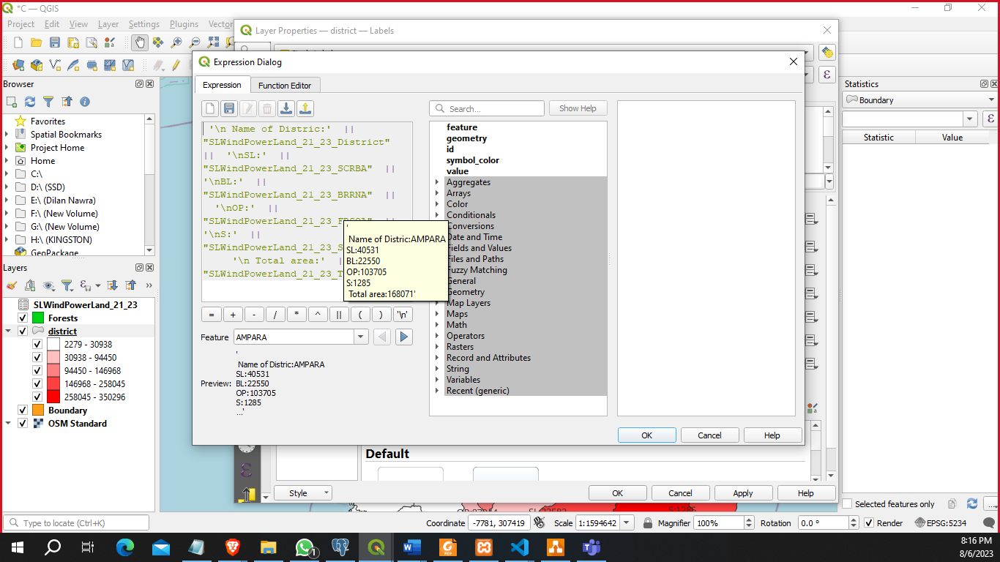 *C — QGIS
Project Edit View Layer Settings Plugins Vector
Layer Properties — district — Labels
Expression Dialog
Expression Function Editor
Search... Show Help
'\n Name of Distric:' ||
"SLWindPowerLand_21_23_District"
|| '\nSL:' ||
"SLWindPowerLand_21_23_SCRBA" ||
'\nBL:' ||
"SLWindPowerLand_21_23_BRRNA" ||
'\nOP:' ||
"SLWindPowerLand_21_23_
'\nS:' ||
"SLWindPowerLand_21_23_S
'\n Total area:'
"SLWindPowerLand_21_23_T
'
Name of Distric:AMPARA
SL:40531
BL:22550
OP:103705
S:1285
Total area:168071'
= + - / * ^ || ( ) '\n'
Feature AMPARA
Preview:
'
Name of Distric:AMPARA
SL:40531
BL:22550
OP:103705
S:1285
...'
feature
geometry
id
symbol_color
value
Aggregates
Arrays
Color
Conditionals
Conversions
Date and Time
Fields and Values
Files and Paths
Fuzzy Matching
General
Geometry
Map Layers
Maps
Math
Operators
Rasters
Record and Attributes
String
Variables
Recent (generic)
OK Cancel Help
Default
Style OK Cancel Apply Help
Browser
Favorites
Spatial Bookmarks
Project Home
Home
C:\
D:\ (SSD)
E:\ (Dilan Nawra)
F:\ (New Volume)
G:\ (New Volume)
H:\ (KINGSTON)
GeoPackage
Layers
SLWindPowerLand_21_23
Forests
district
2279 - 30938
30938 - 94450
94450 - 146968
146968 - 258045
258045 - 350296
Boundary
OSM Standard
Statistics
Boundary
Statistic Value
Selected features only
Type to locate (Ctrl+K) Coordinate -7781, 307419 Scale 1:1594642 Magnifier 100% Rotation 0.0 ° Render EPSG:5234
1
8:16 PM
8/6/2023